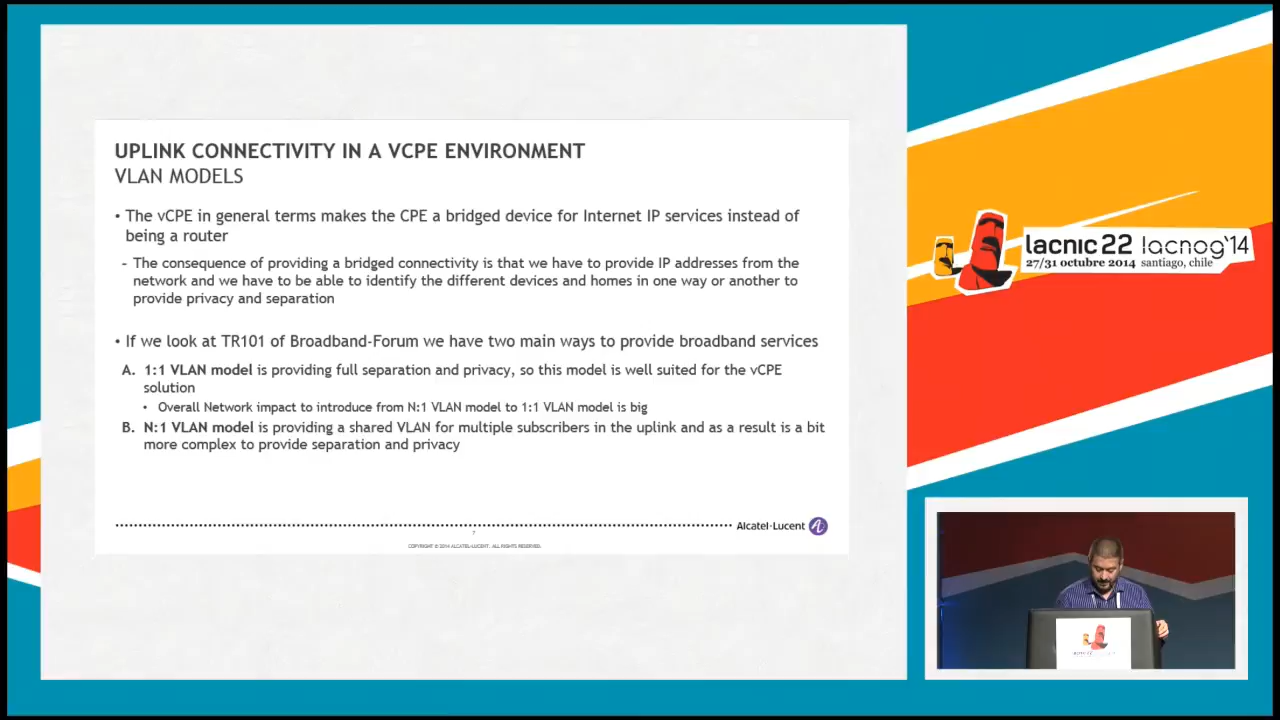 UPLINK CONNECTIVITY IN A VCPE ENVIRONMENT
VLAN MODELS
• The vCPE in general terms makes the CPE a bridged device for Internet IP services instead of
being a router
- The consequence of providing a bridged connectivity is that we have to provide IP addresses from the
network and we have to be able to identify the different devices and homes in one way or another to
provide privacy and separation
• If we look at TR101 of Broadband-Forum we have two main ways to provide broadband services
A. 1:1 VLAN model is providing full separation and privacy, so this model is well suited for the vCPE
solution
• Overall Network impact to introduce from N:1 VLAN model to 1:1 VLAN model is big
B. N:1 VLAN model is providing a shared VLAN for multiple subscribers in the uplink and as a result is a bit
more complex to provide separation and privacy
Alcatel·Lucent
7
COPYRIGHT © 2014 ALCATEL-LUCENT. ALL RIGHTS RESERVED.
lacnic 22 lacnog'14
27/31 octubre 2014 santiago, chile